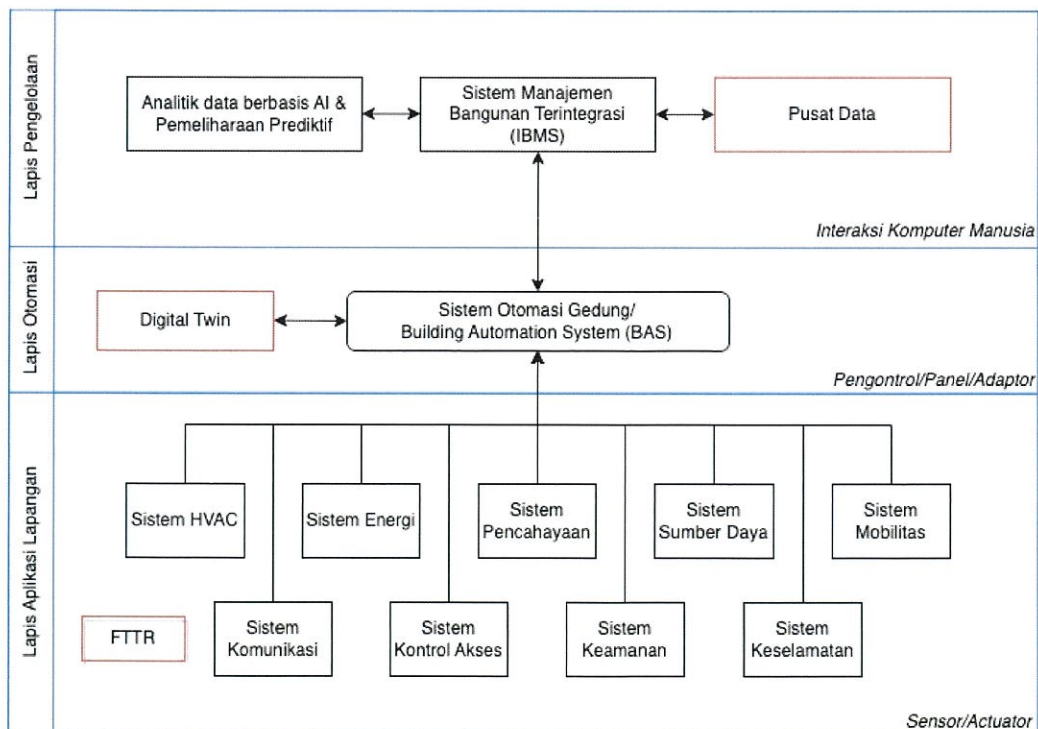 Lapis Pengelolaan
Analitik data berbasis AI &
Pemeliharaan Prediktif
Sistem Manajemen
Bangunan Terintegrasi
(IBMS)
Pusat Data
Interaksi Komputer Manusia
Lapis Otomasi
Digital Twin
Sistem Otomasi Gedung/
Building Automation System (BAS)
Pengontrol/Panel/Adaptor
Lapis Aplikasi Lapangan
Sistem HVAC
Sistem Energi
Sistem
Pencahayaan
Sistem
Sumber Daya
Sistem
Mobilitas
FTTR
Sistem
Komunikasi
Sistem
Kontrol Akses
Sistem
Keamanan
Sistem
Keselamatan
Sensor/Actuator